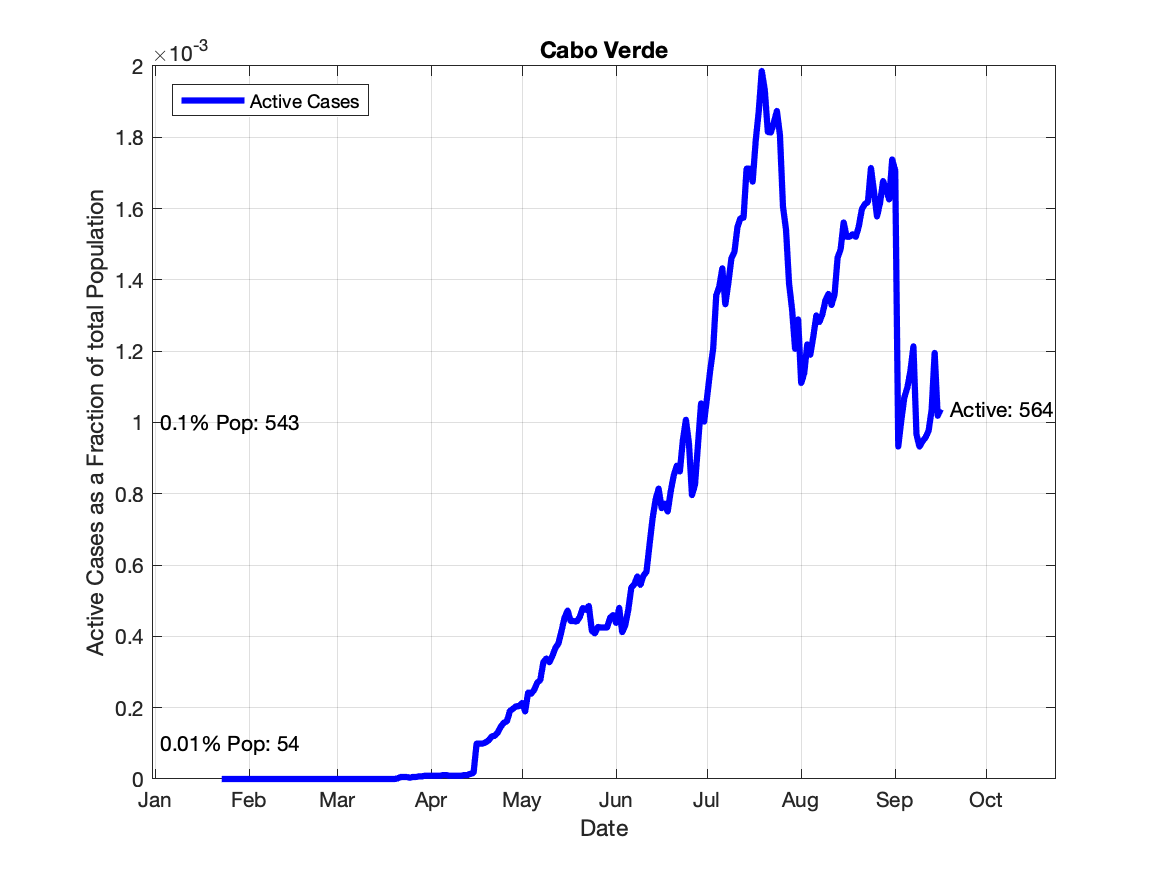 Cabo Verde
×10-3
Active Cases
2
1.8
1.6
1.4
1.2
1
0.8
0.6
0.4
0.2
0
Active Cases as a Fraction of total Population
0.1% Pop: 543
0.01% Pop: 54
Active: 564
Jan Feb Mar Apr May Jun Jul Aug Sep Oct
Date